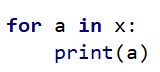 for a in x:
    print(a)